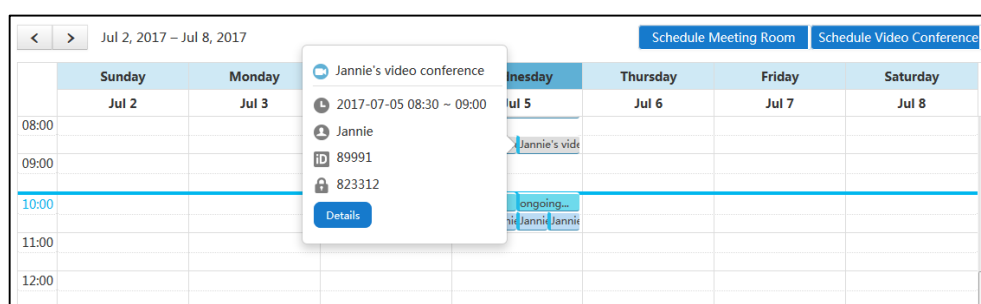 < > Jul 2, 2017 – Jul 8, 2017 Schedule Meeting Room Schedule Video Conference
Sunday Monday nesday Thursday Friday Saturday
Jul 2 Jul 3 Jul 5 Jul 6 Jul 7 Jul 8
Jannie's video conference
2017-07-05 08:30 ~ 09:00
Jannie
iD 89991
823312
Details
08:00
Jannie's vide
09:00
10:00 ongoing...
nie Jannie Jannie
11:00
12:00